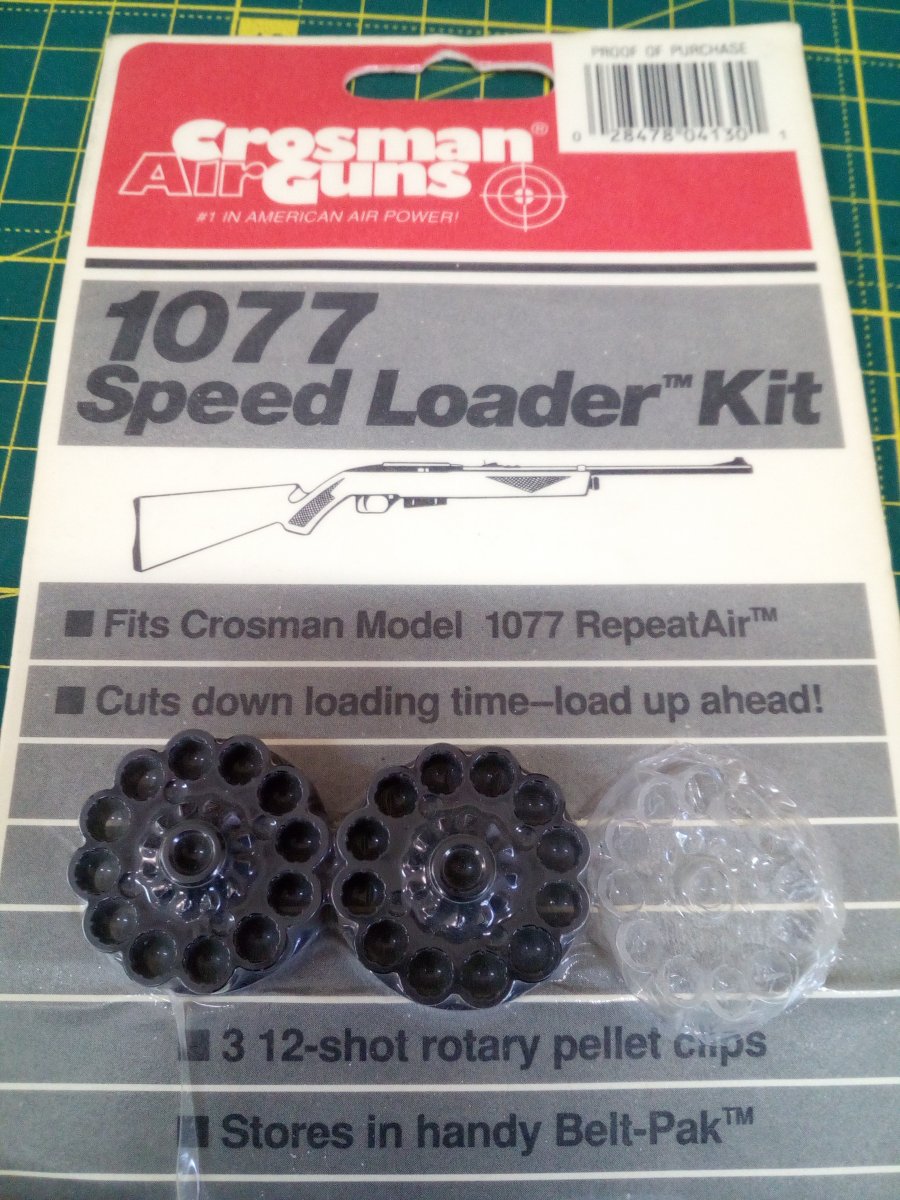 PROOF OF PURCHASE
0 28478 04130 1
Crosman®
AirGuns
#1 IN AMERICAN AIR POWER!
1077
Speed Loader™ Kit
■ Fits Crosman Model 1077 RepeatAir™
■ Cuts down loading time–load up ahead!
■ 3 12-shot rotary pellet clips
■ Stores in handy Belt-Pak™